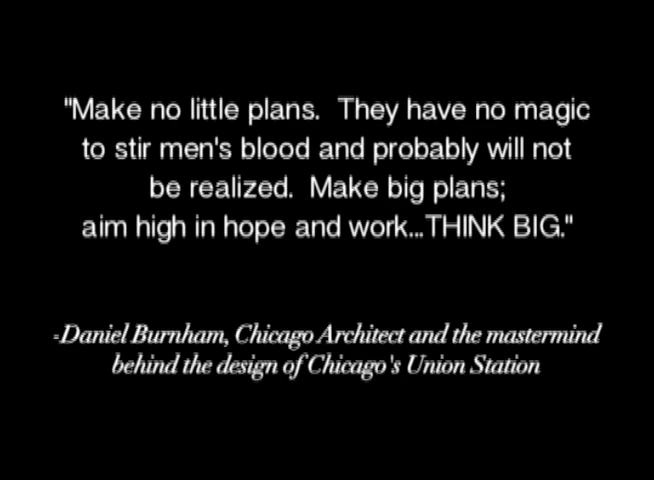 "Make no little plans.  They have no magic
to stir men's blood and probably will not
be realized.  Make big plans;
aim high in hope and work...THINK BIG."
-Daniel Burnham, Chicago Architect and the mastermind
behind the design of Chicago's Union Station